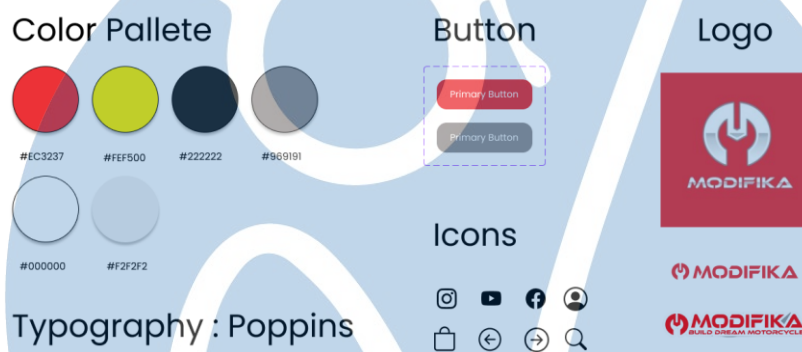 Color Pallete
#EC3237
#FEF500
#222222
#969191
#000000
#F2F2F2
Typography : Poppins
Button
Primary Button
Primary Button
Icons
Logo
MODIFIKA
MODIFIKA
MODIFIKA
BUILD DREAM MOTORCYCLE